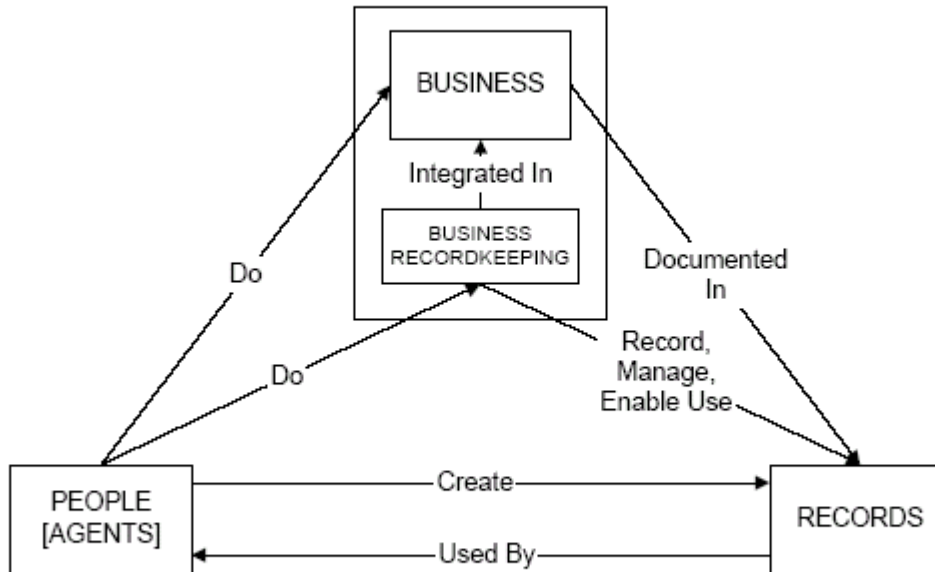 BUSINESS
Integrated In
BUSINESS
RECORDKEEPING
Do
Documented
In
Do
Record,
Manage,
Enable Use
PEOPLE
[AGENTS]
Create
RECORDS
Used By